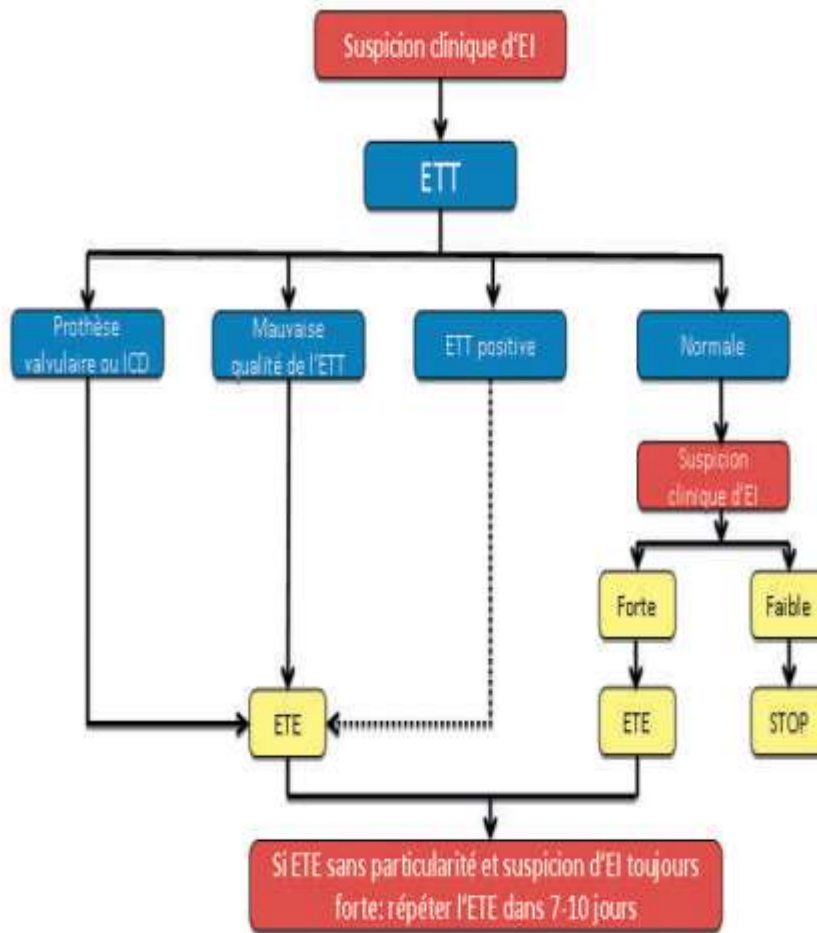 Suspicion clinique d'EI
ETT
Prothèse
valvulaire ou ICD
Mauvaise
qualité de l'ETT
ETT positive
Normale
Suspicion
clinique d'EI
Forte
Faible
ETE
ETE
STOP
Si ETE sans particularité et suspicion d'EI toujours
forte: répéter l'ETE dans 7-10 jours